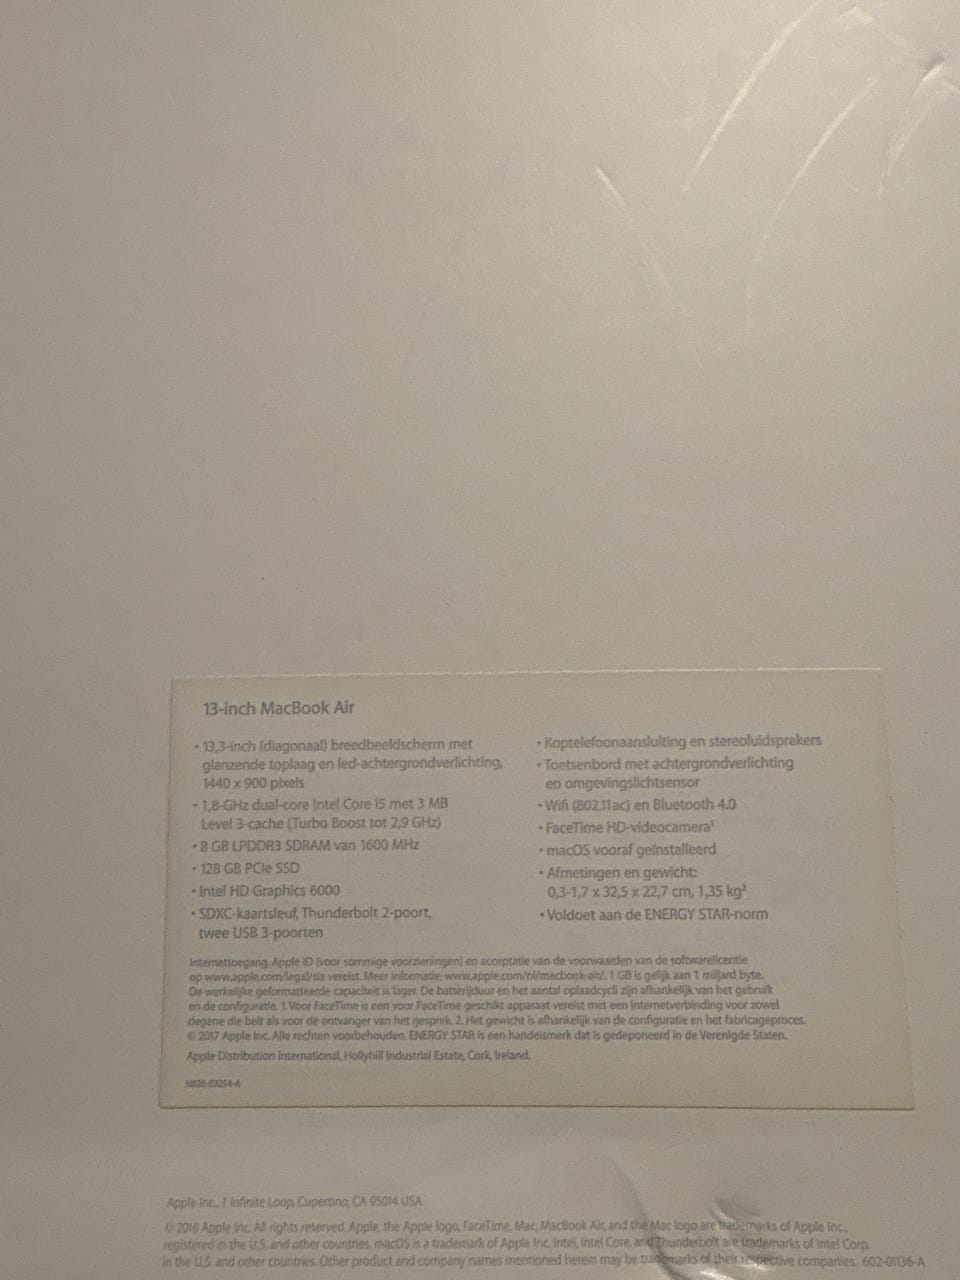 13-inch MacBook Air
• 13,3-inch (diagonaal) breedbeeldscherm met
glanzende toplaag en led-achtergrondverlichting,
1440 x 900 pixels
• 1,8-GHz dual-core Intel Core i5 met 3 MB
Level 3-cache (Turbo Boost tot 2,9 GHz)
• 8 GB LPDDR3 SDRAM van 1600 MHz
• 128 GB PCIe SSD
• Intel HD Graphics 6000
• SDXC-kaartsleuf, Thunderbolt 2-poort,
twee USB 3-poorten
• Koptelefoonaansluiting en stereoluidsprekers
• Toetsenbord met achtergrondverlichting
en omgevingslichtsensor
• Wifi (802.11ac) en Bluetooth 4.0
• FaceTime HD-videocamera¹
• macOS vooraf geïnstalleerd
• Afmetingen en gewicht:
0,3-1,7 x 32,5 x 22,7 cm, 1,35 kg²
• Voldoet aan de ENERGY STAR-norm
Internettoegang, Apple ID (voor sommige voorzieningen) en acceptatie van de voorwaarden van de softwarelicentie
op www.apple.com/legal/sla vereist. Meer informatie: www.apple.com/nl/macbook-air/. 1 GB is gelijk aan 1 miljard byte.
De werkelijke geformatteerde capaciteit is lager. De batterijduur en het aantal oplaadcycli zijn afhankelijk van het gebruik
en de configuratie. 1. Voor FaceTime is een voor FaceTime geschikt apparaat vereist met een internetverbinding voor zowel
degene die belt als voor de ontvanger van het gesprek. 2. Het gewicht is afhankelijk van de configuratie en het fabricageproces.
© 2017 Apple Inc. Alle rechten voorbehouden. ENERGY STAR is een handelsmerk dat is gedeponeerd in de Verenigde Staten.
Apple Distribution International, Hollyhill Industrial Estate, Cork, Ireland.
Apple Inc., 1 Infinite Loop, Cupertino, CA 95014 USA
© 2016 Apple Inc. All rights reserved. Apple, the Apple logo, FaceTime, Mac, MacBook Air, and the Mac logo are trademarks of Apple Inc.,
registered in the U.S. and other countries. macOS is a trademark of Apple Inc. Intel, Intel Core, and Thunderbolt are trademarks of Intel Corp.
in the U.S. and other countries. Other product and company names mentioned herein may be trademarks of their respective companies. 602-01136-A